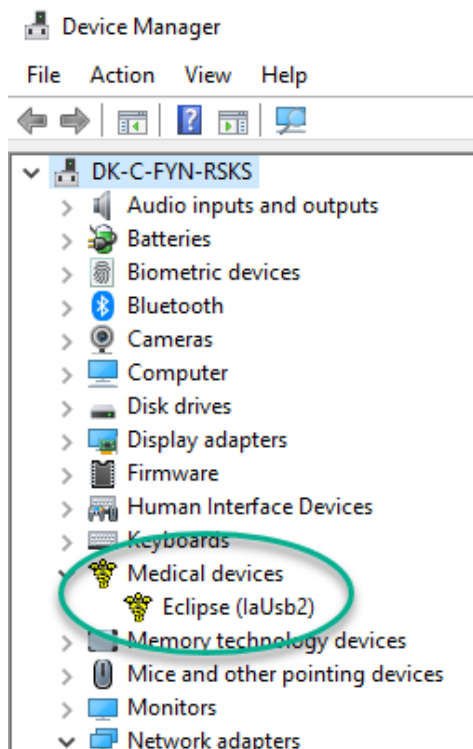 Device Manager
File Action View Help
DK-C-FYN-RSKS
Audio inputs and outputs
Batteries
Biometric devices
Bluetooth
Cameras
Computer
Disk drives
Display adapters
Firmware
Human Interface Devices
Keyboards
Medical devices
Eclipse (IaUsb2)
Memory technology devices
Mice and other pointing devices
Monitors
Network adapters